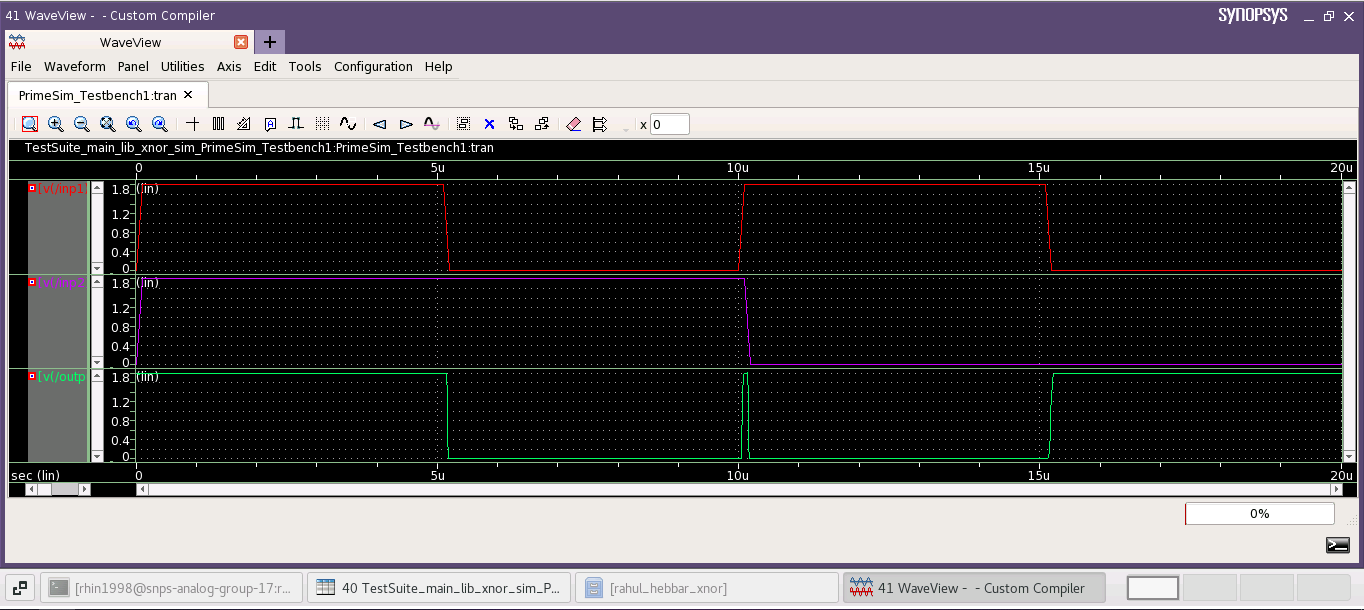 41 WaveView - - Custom Compiler
SYNOPSYS
WaveView
File Waveform Panel Utilities Axis Edit Tools Configuration Help
PrimeSim_Testbench1:tran
x 0
TestSuite_main_lib_xnor_sim_PrimeSim_Testbench1:PrimeSim_Testbench1:tran
0 5u 10u 15u 20u
[v(/inp1) 1.8 (lin)
1.2
0.8
0.4
0
[v(/inp2 1.8 (lin)
1.2
0.8
0.4
0
[v(/outp 1.8 (lin)
1.2
0.8
0.4
0
sec (lin) 0 5u 10u 15u 20u
0%
[rhin1998@snps-analog-group-17:r... 40 TestSuite_main_lib_xnor_sim_P... [rahul_hebbar_xnor] 41 WaveView - - Custom Compiler